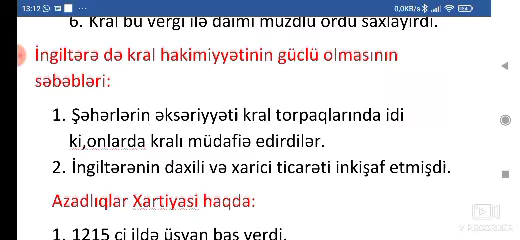 13:12
0,0KB/s
6. Kral bu vergi ilə daimi muzdlu ordu saxlayırdı.
İngiltərə də kral hakimiyyətinin güclü olmasının
səbəbləri:
1. Şəhərlərin əksəriyyəti kral torpaqlarında idi
ki,onlarda kralı müdafiə edirdilər.
2. İngiltərənin daxili və xarici ticarəti inkişaf etmişdi.
Azadlıqlar Xartiyasi haqda:
1. 1215 ci ildə üsyan baş verdi.